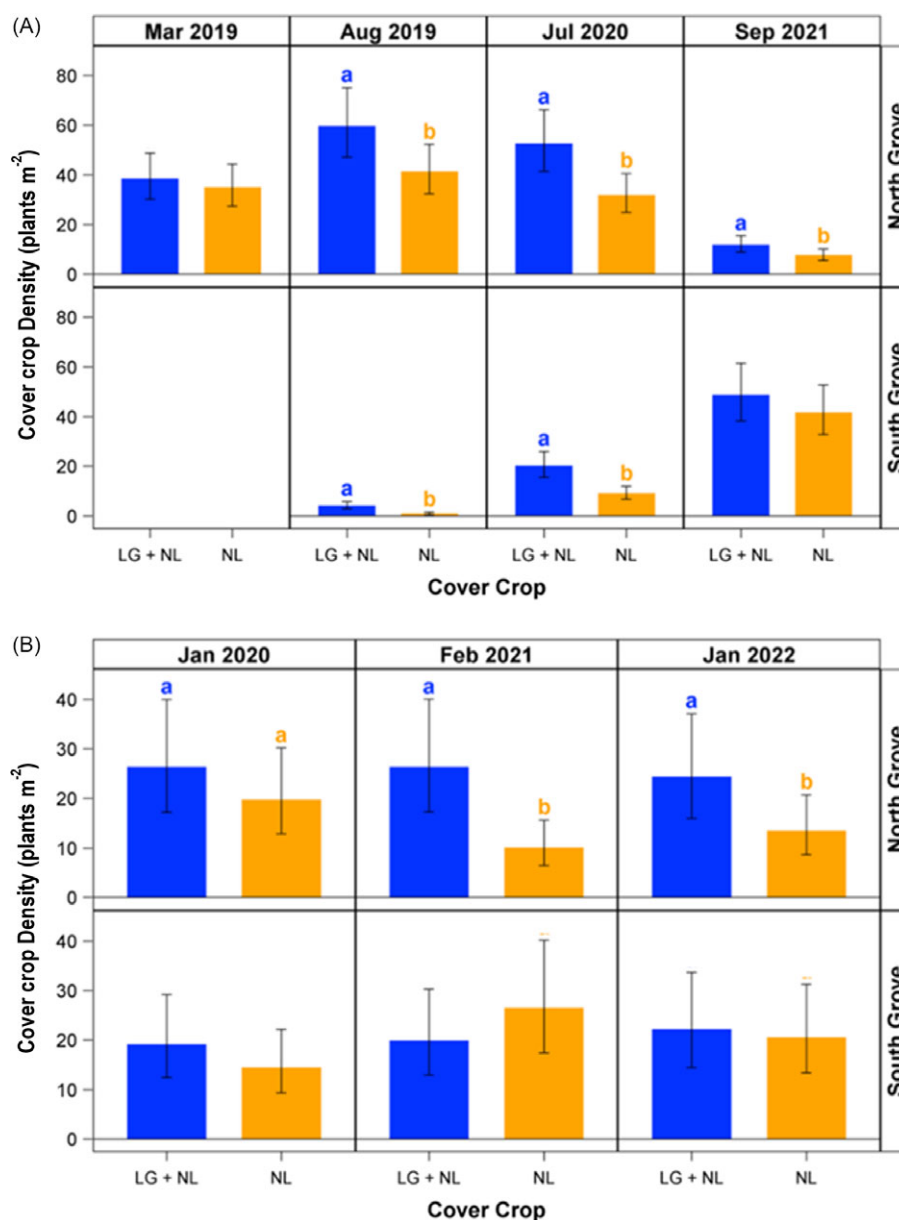 (A)
Mar 2019 Aug 2019 Jul 2020 Sep 2021
Cover crop Density (plants m-2)
80
60
40
20
0
a b
a b
a b
North Grove
80
60
40
20
0
a b
a b
South Grove
LG + NL NL LG + NL NL LG + NL NL LG + NL NL
Cover Crop
(B)
Jan 2020 Feb 2021 Jan 2022
Cover crop Density (plants m-2)
40
30
20
10
0
a a
a b
a b
North Grove
40
30
20
10
0
South Grove
LG + NL NL LG + NL NL LG + NL NL
Cover Crop